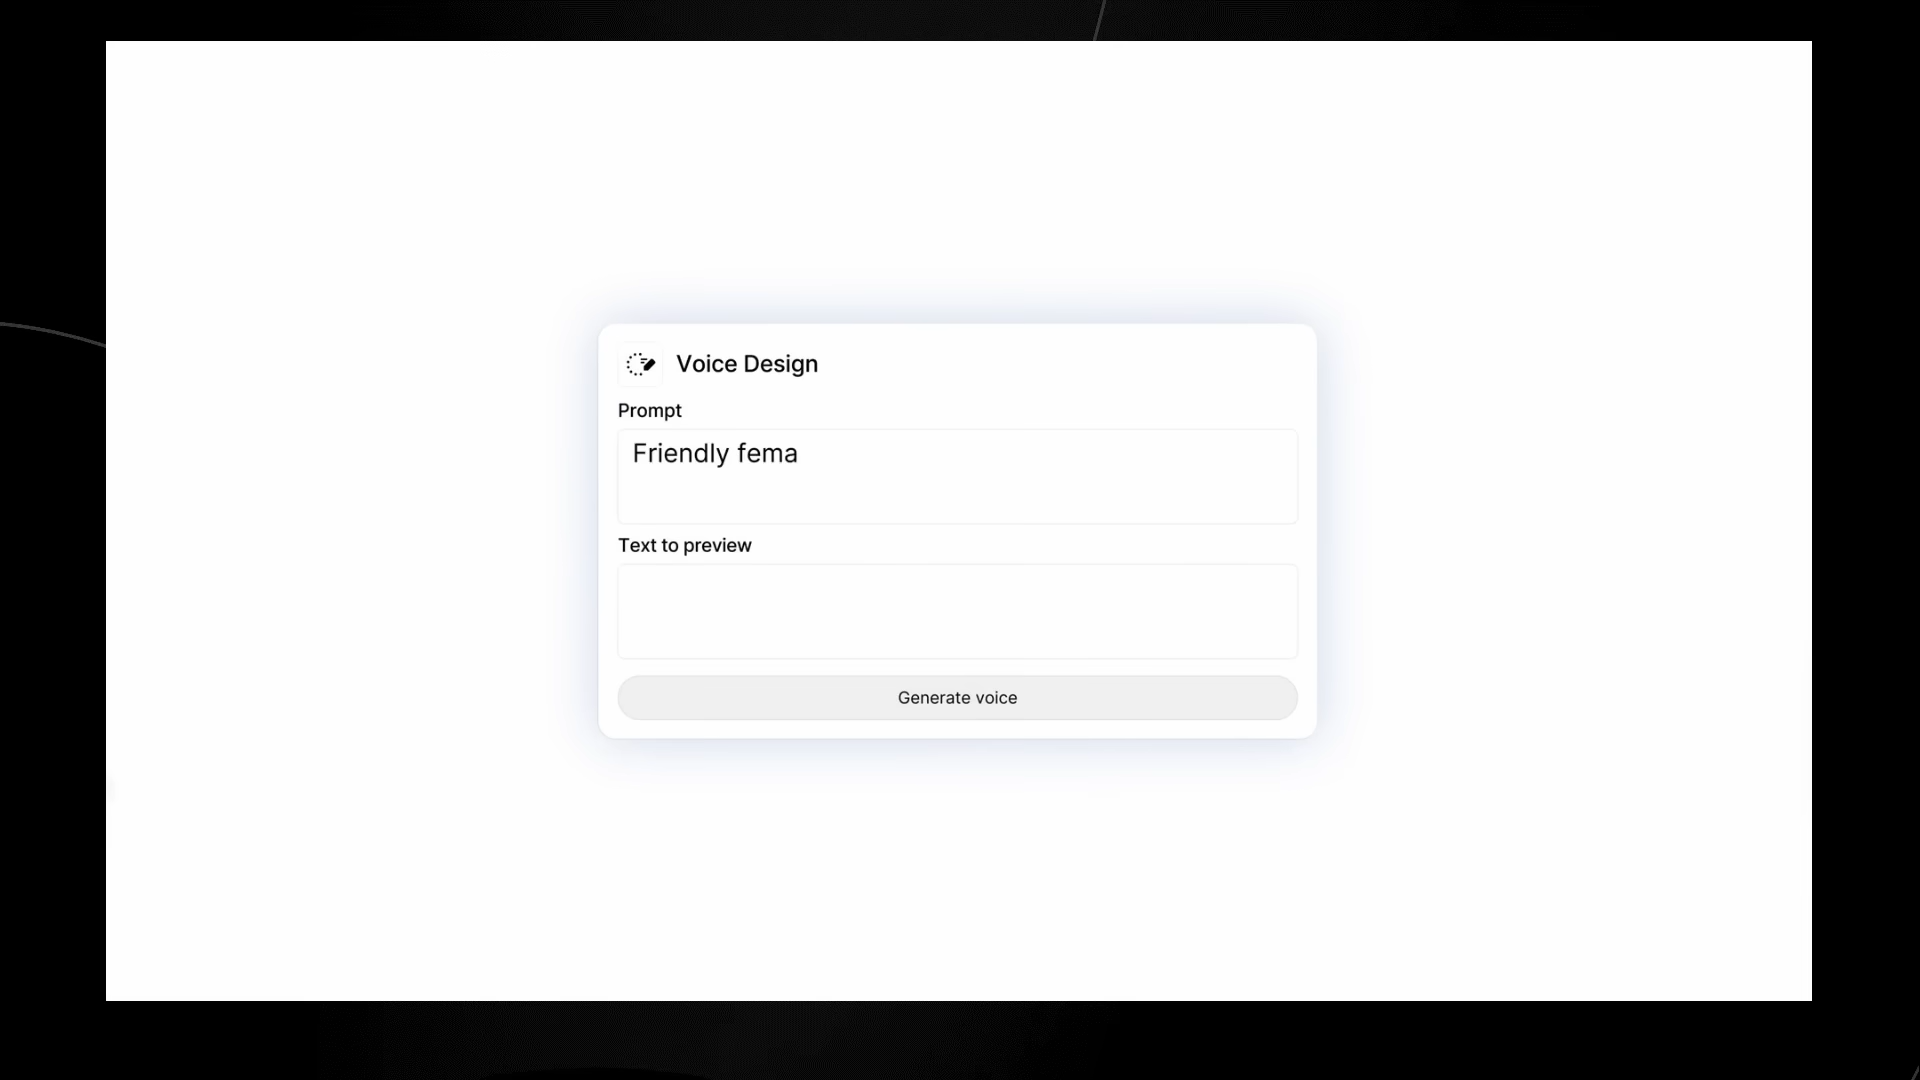 Voice Design
Prompt
Friendly fema
Text to preview
Generate voice